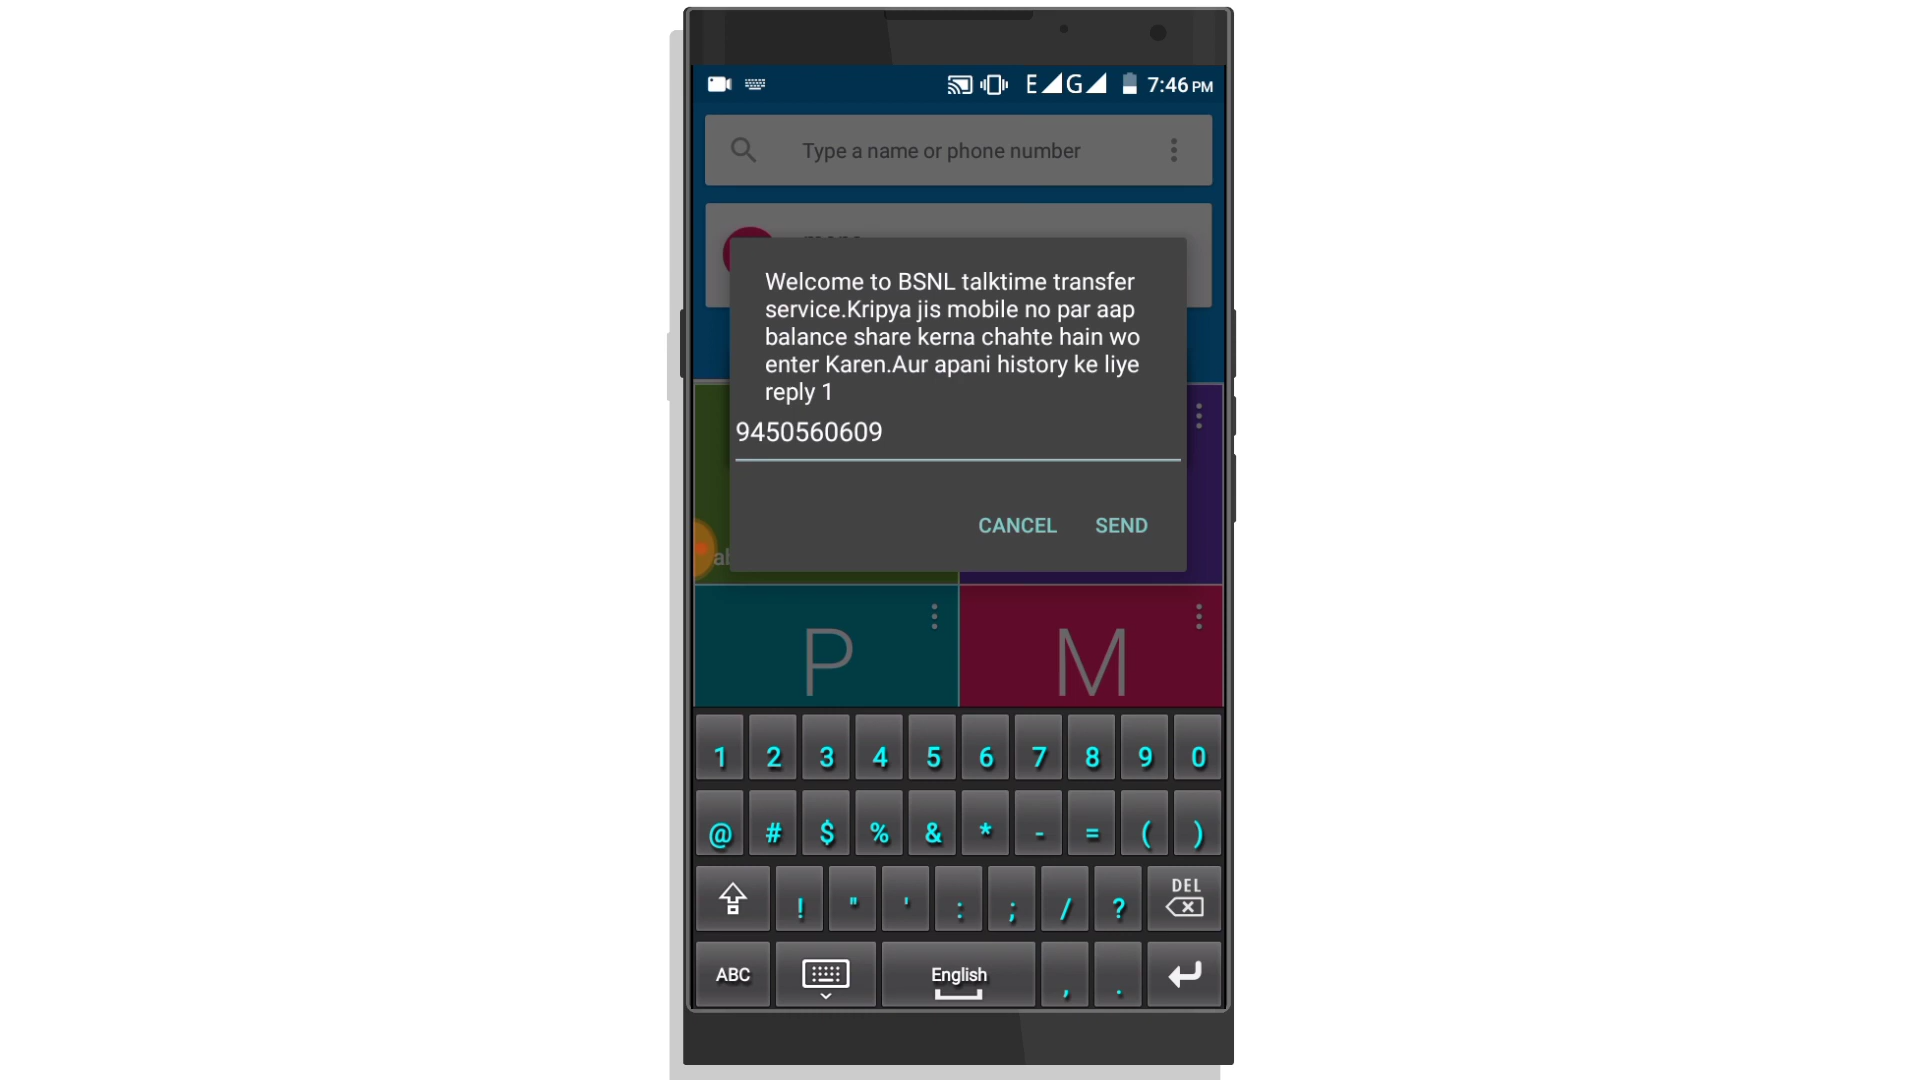 E G 7:46 PM
Type a name or phone number
Welcome to BSNL talktime transfer
service.Kripya jis mobile no par aap
balance share kerna chahte hain wo
enter Karen.Aur apani history ke liye
reply 1
9450560609
CANCEL SEND
P M
1 2 3 4 5 6 7 8 9 0
@ # $ % & * - = ( )
! " ' : ; / ? DEL
ABC English , .